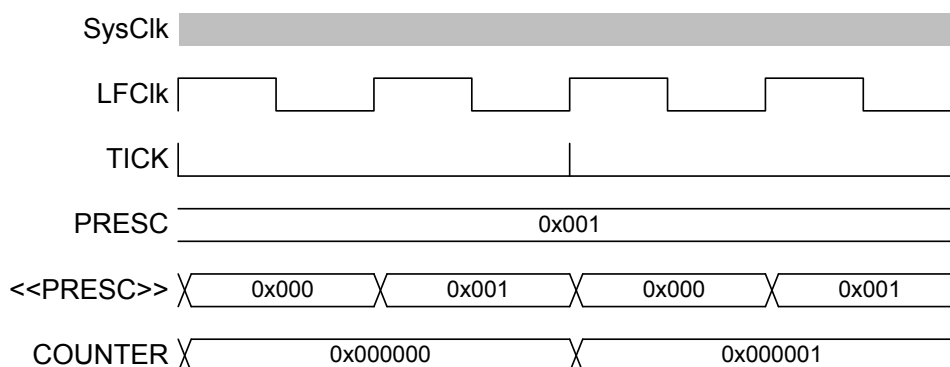 SysClk
LFClk
TICK
PRESC 0x001
<<PRESC>> 0x000 0x001 0x000 0x001
COUNTER 0x000000 0x000001